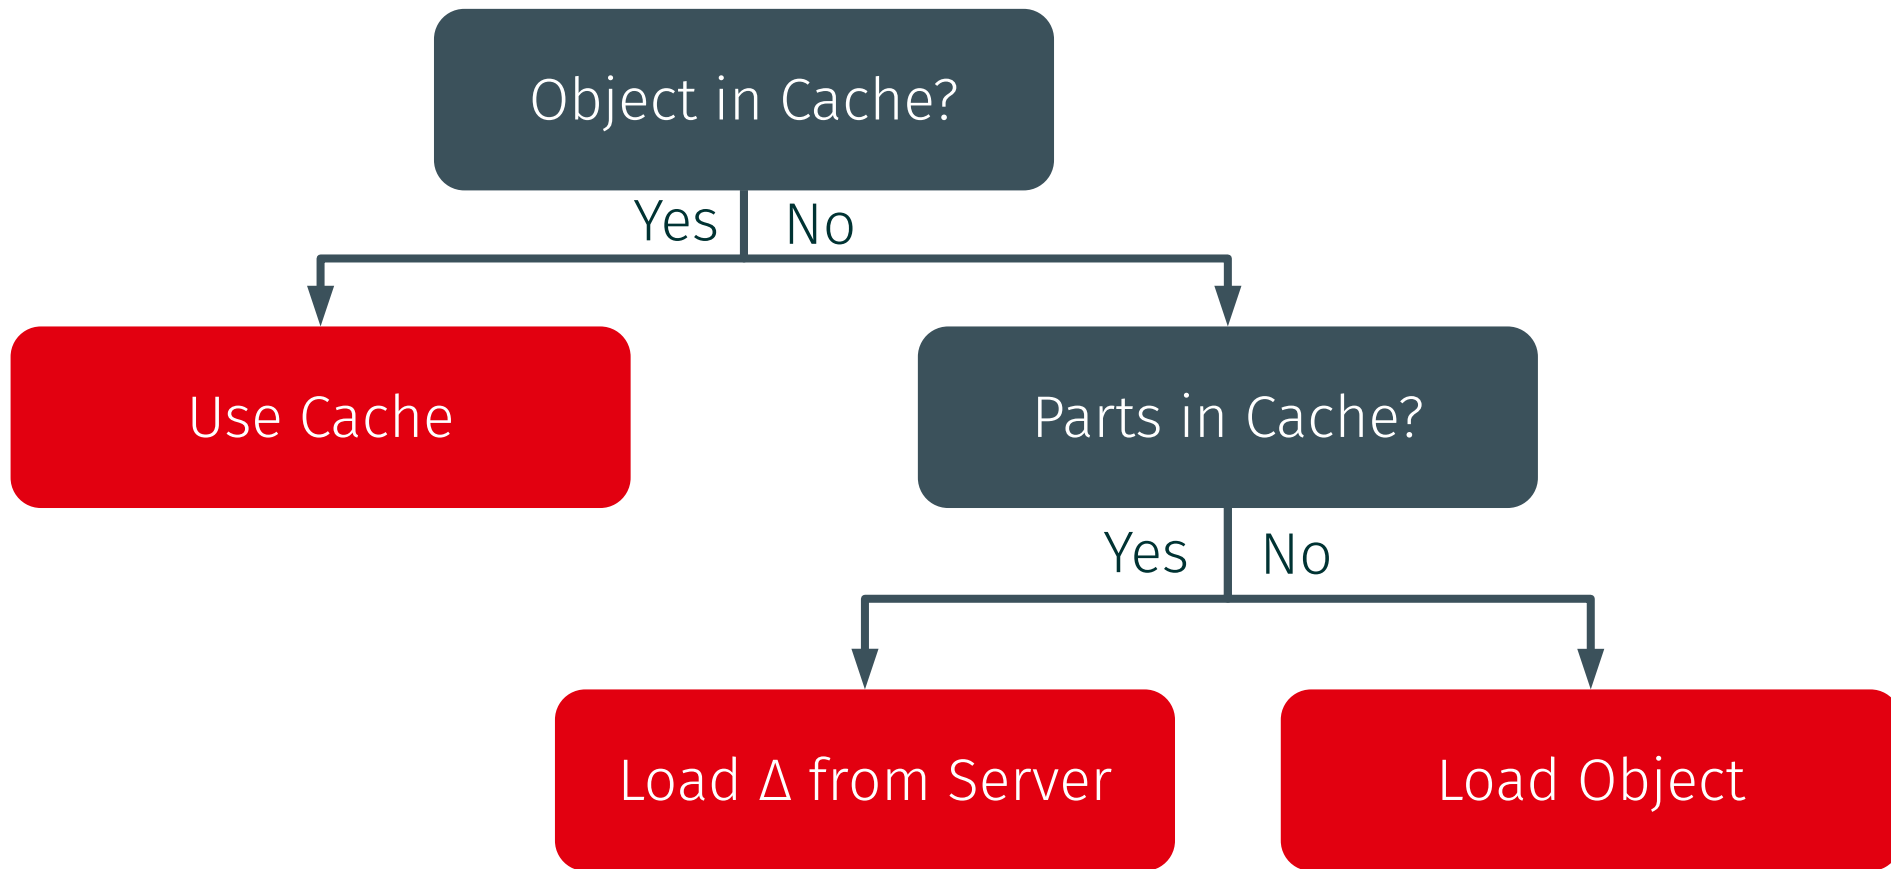 Object in Cache?
Yes
No
Use Cache
Parts in Cache?
Yes
No
Load Δ from Server
Load Object